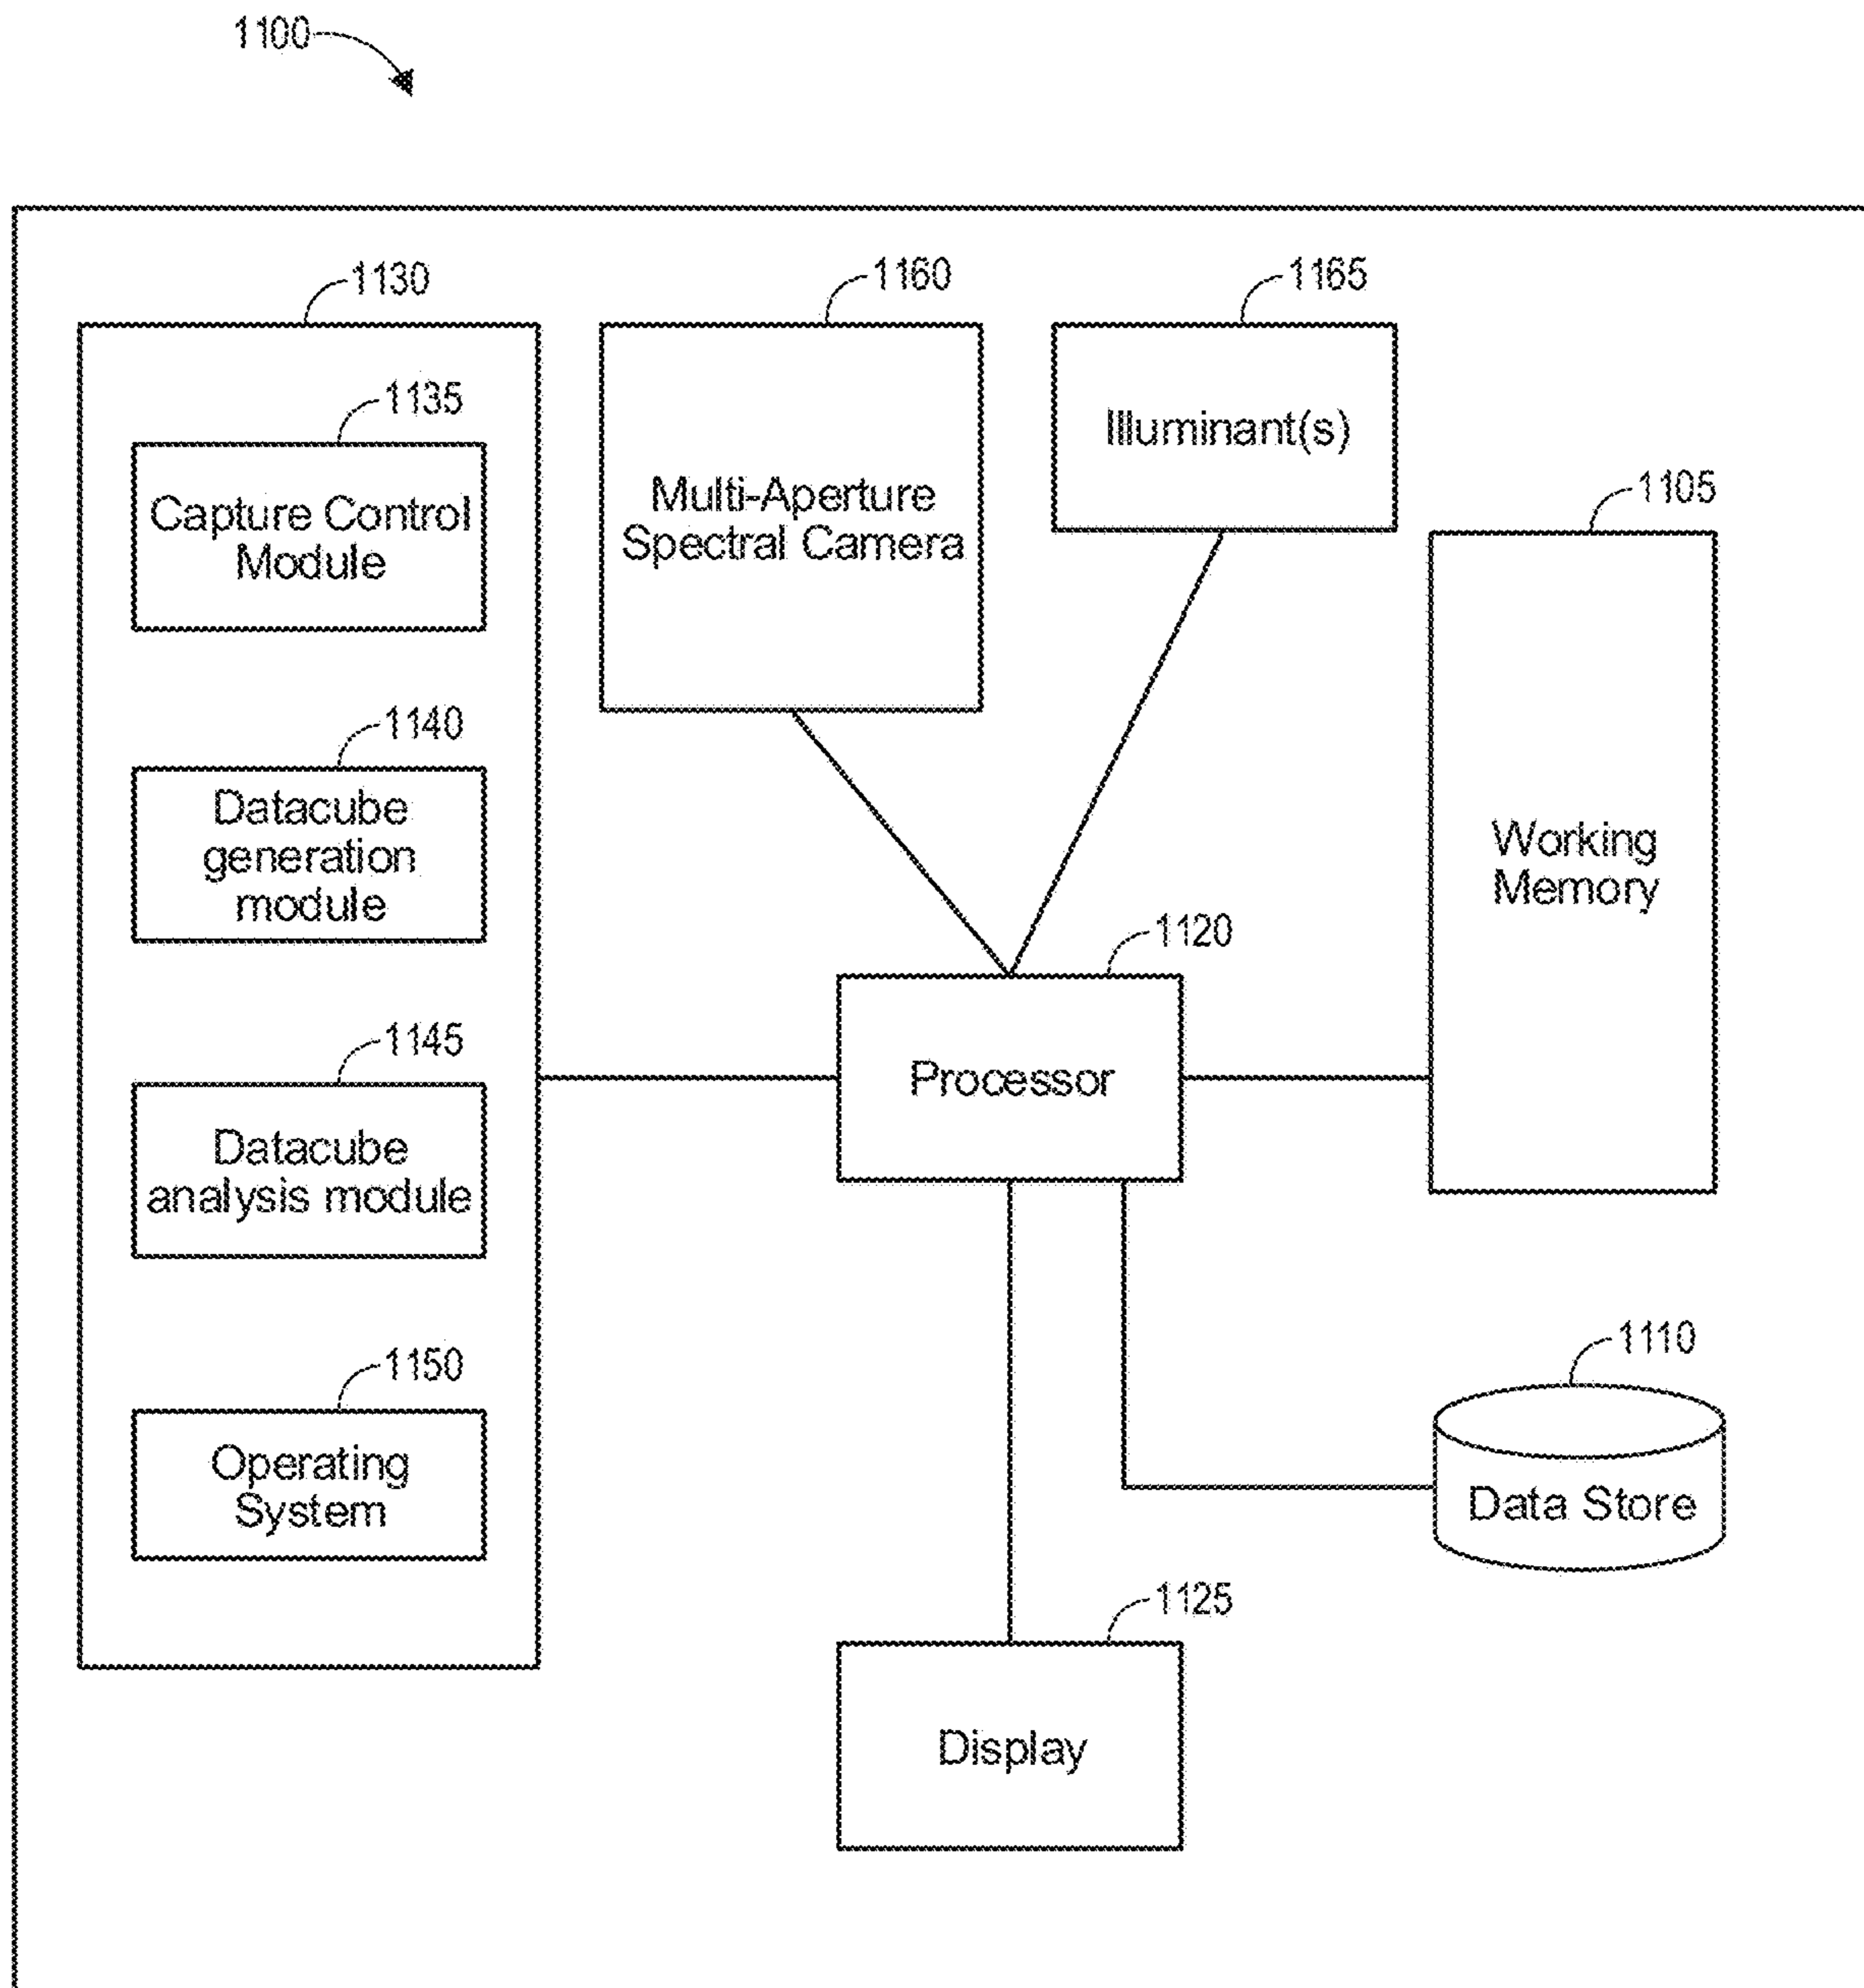 1100
1130
1160
1165
1135
Capture Control
Module
Multi-Aperture
Spectral Camera
Illuminant(s)
1105
1140
Datacube
generation
module
Working
Memory
1120
Processor
1145
Datacube
analysis module
1150
Operating
System
1110
Data Store
1125
Display